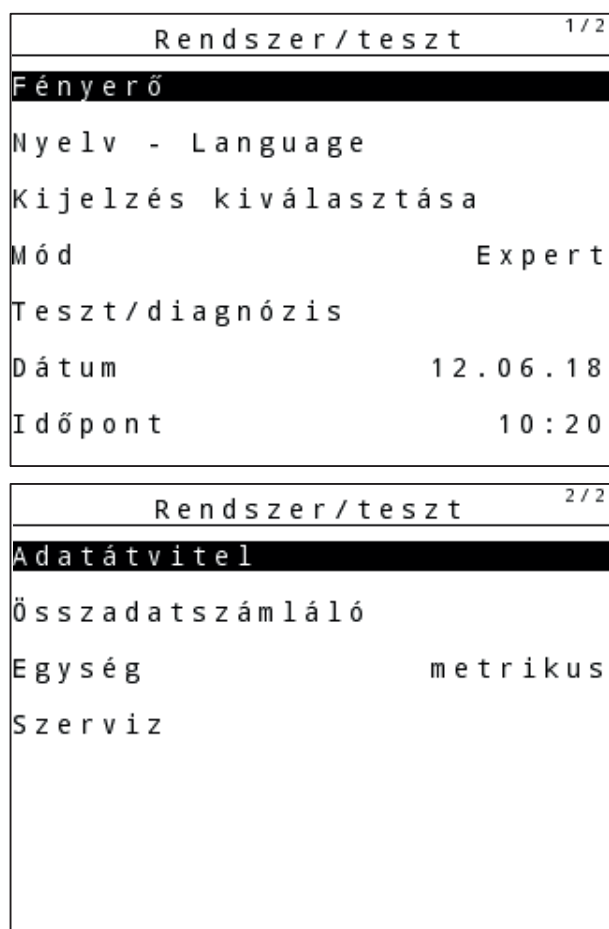 Rendszer/teszt 1/2
Fényerő
Nyelv - Language
Kijelzés kiválasztása
Mód Expert
Teszt/diagnózis
Dátum 12.06.18
Időpont 10:20
Rendszer/teszt 2/2
Adatátvitel
Összadatszámláló
Egység metrikus
Szerviz